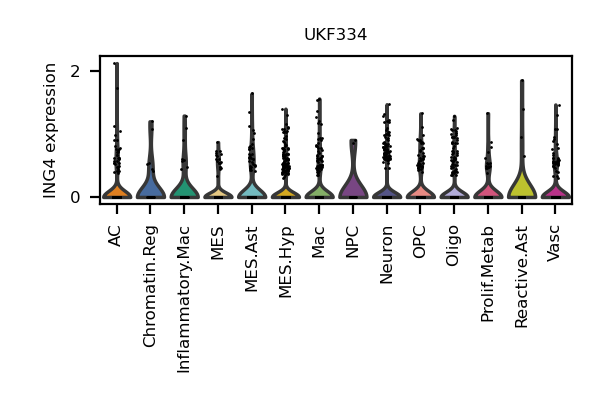 UKF334
ING4 expression
2
0
AC
Chromatin.Reg
Inflammatory.Mac
MES
MES.Ast
MES.Hyp
Mac
NPC
Neuron
OPC
Oligo
Prolif.Metab
Reactive.Ast
Vasc